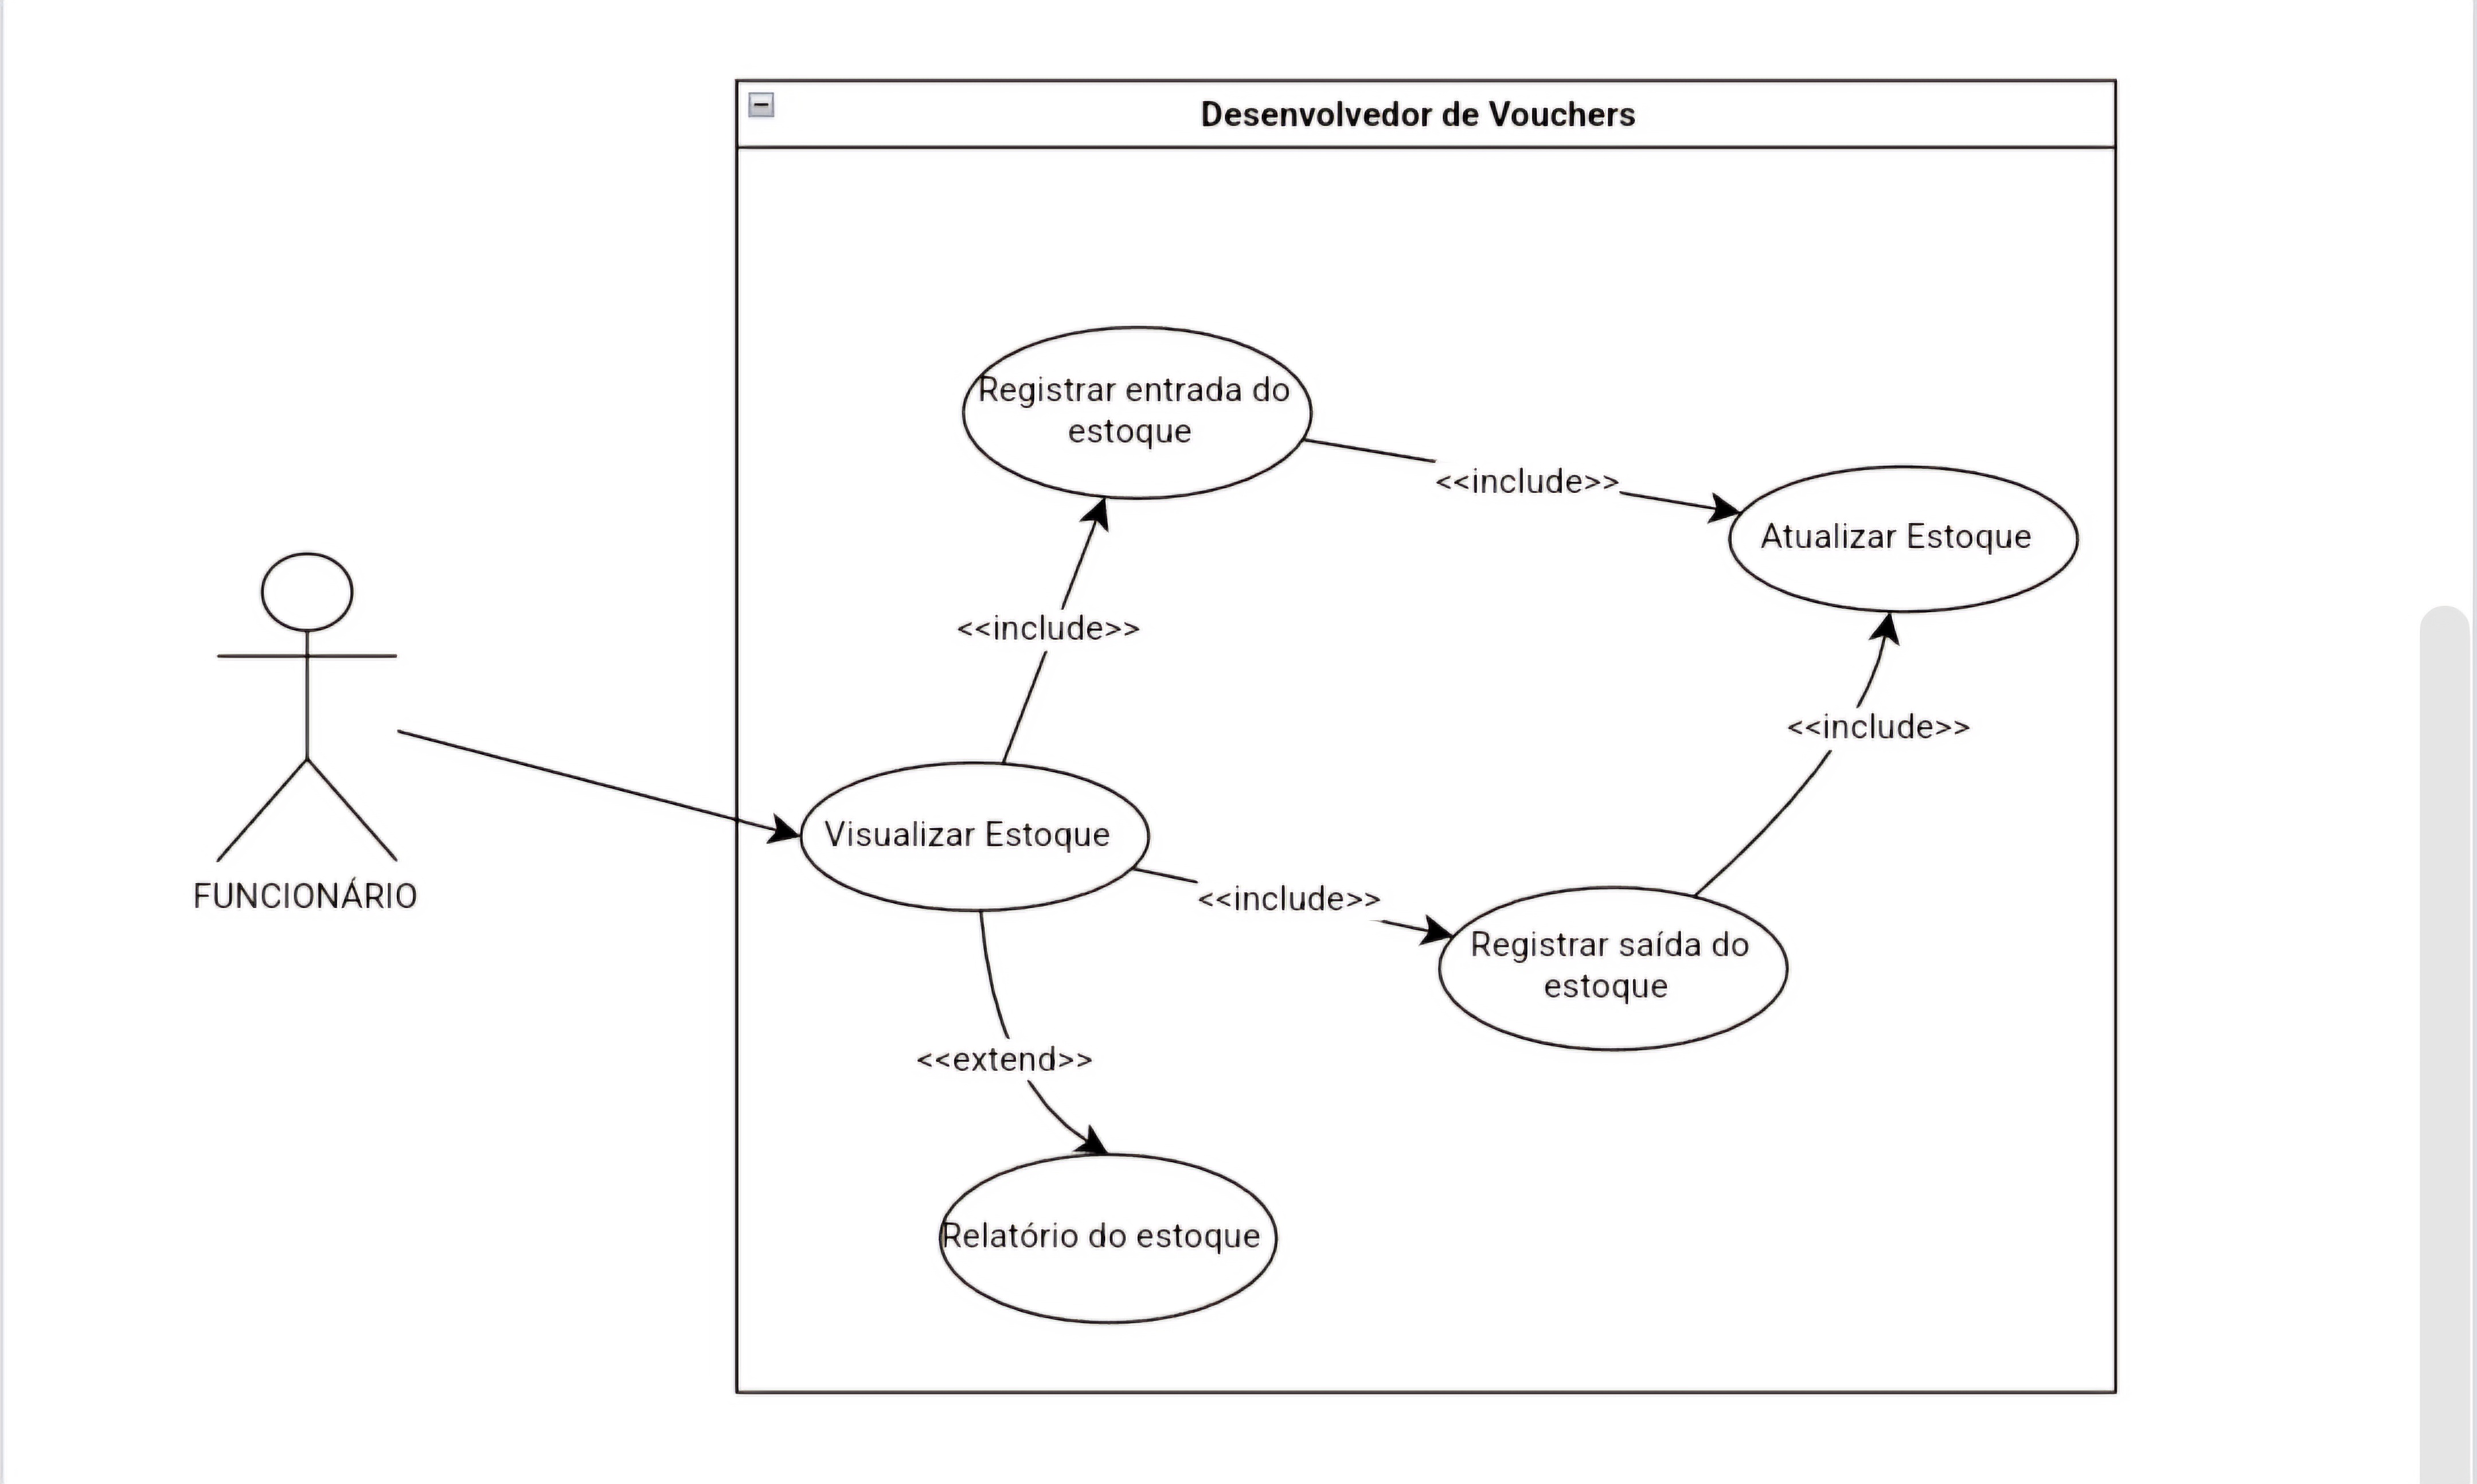 Desenvolvedor de Vouchers
Registrar entrada do
estoque
<<include>>
Atualizar Estoque
<<include>>
<<include>>
Visualizar Estoque
<<include>>
FUNCIONÁRIO
Registrar saída do
estoque
<<extend>>
Relatório do estoque